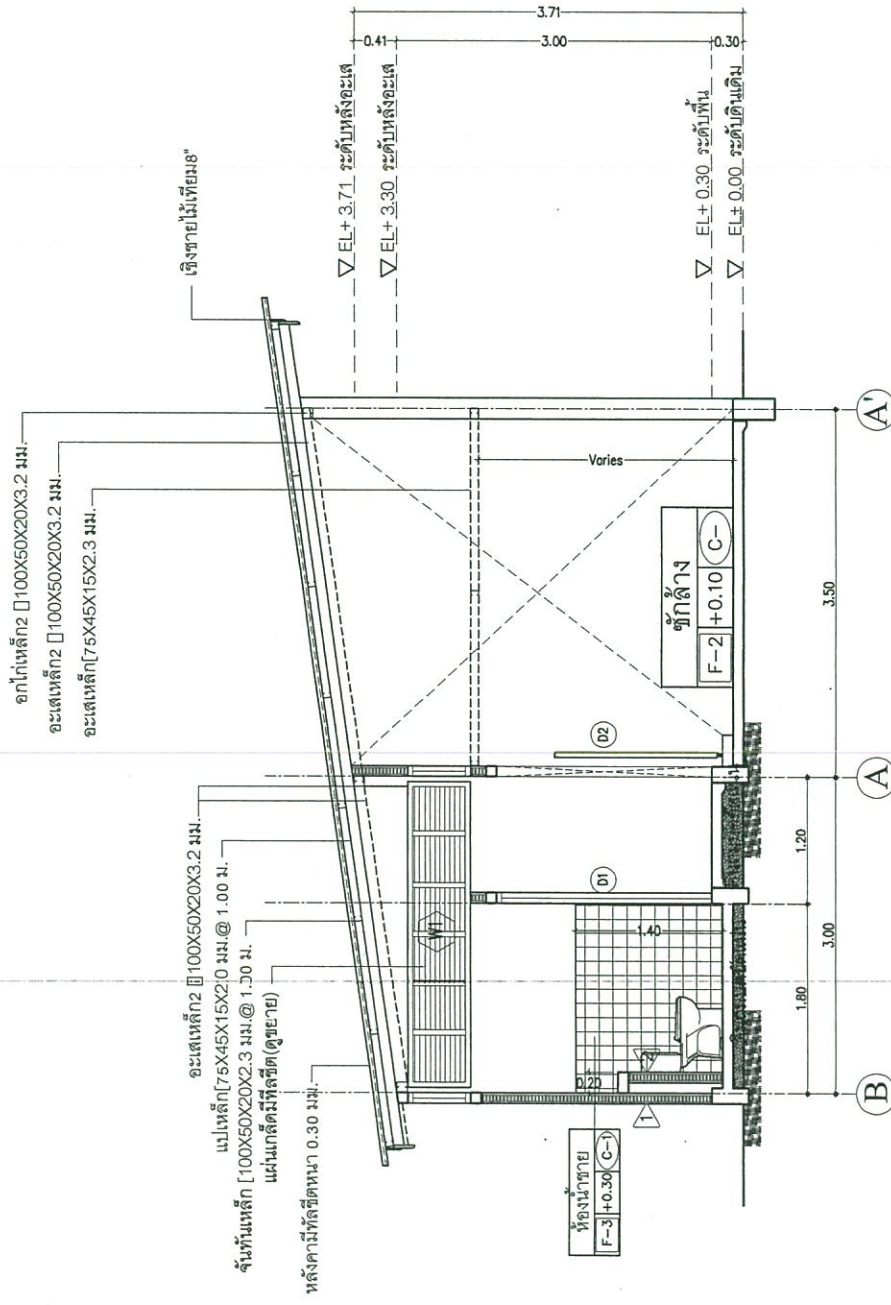 อกไก่เหล็ก2 []100X50X20X3.2 มม.
อะเสเหล็ก2 []100X50X20X3.2 มม.
อะเสเหล็ก[75X45X15X2.3 มม.
เชิงชายไม้เทียม8"
อะเสเหล็ก2 []100X50X20X3.2 มม.
แปเหล็ก[75X45X15X2.0 มม.@ 1.00 ม.
จันทันเหล็ก [100X50X20X2.3 มม.@ 1.00 ม.
แผ่นเกล็ดมีทัลชีต(ดูขยาย)
หลังคามีทัลชีตหนา 0.30 มม.
EL+ 3.71 ระดับหลังอะเส
EL+ 3.30 ระดับหลังอะเส
EL+ 0.30 ระดับพื้น
EL± 0.00 ระดับดินเดิม
3.71
0.41
3.00
0.30
W1
D1
D2
Varies
1.40
0.20
1
ห้องน้ำชาย
F-3 +0.30 C-1
ซักล้าง
F-2 +0.10 C-
1.80
1.20
3.00
3.50
B
A
A'